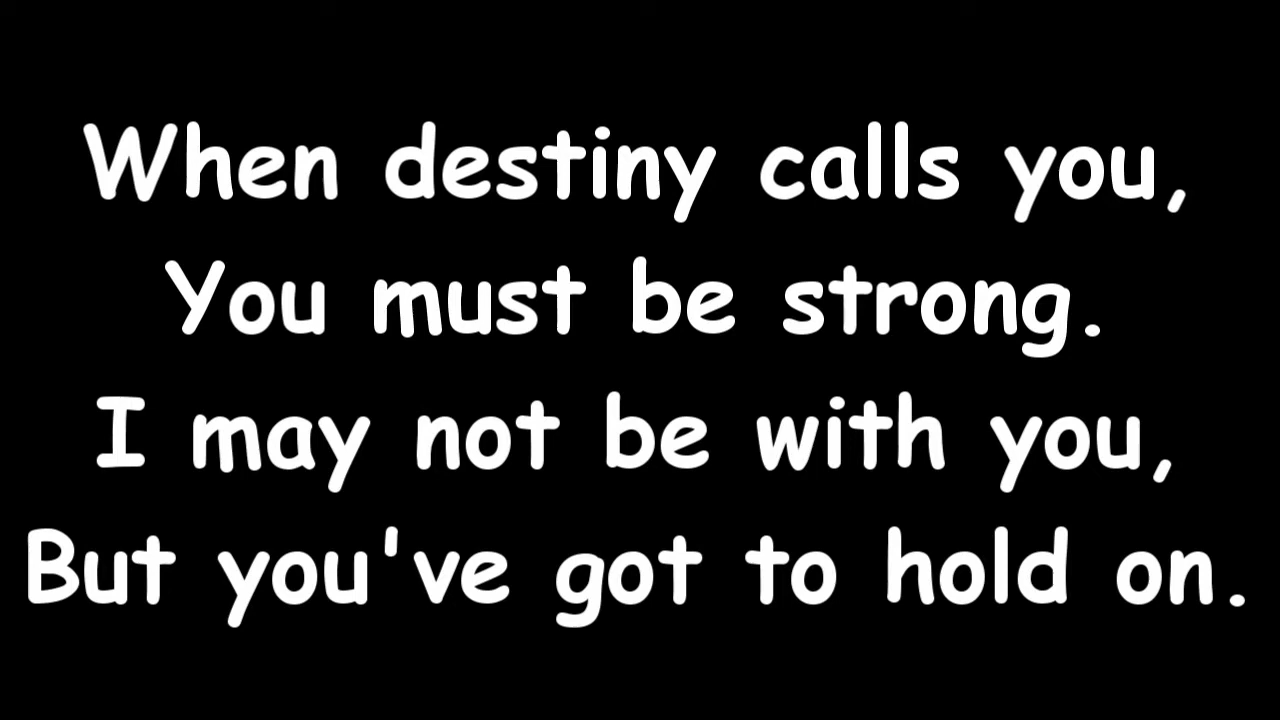 When destiny calls you,
You must be strong.
I may not be with you,
But you've got to hold on.